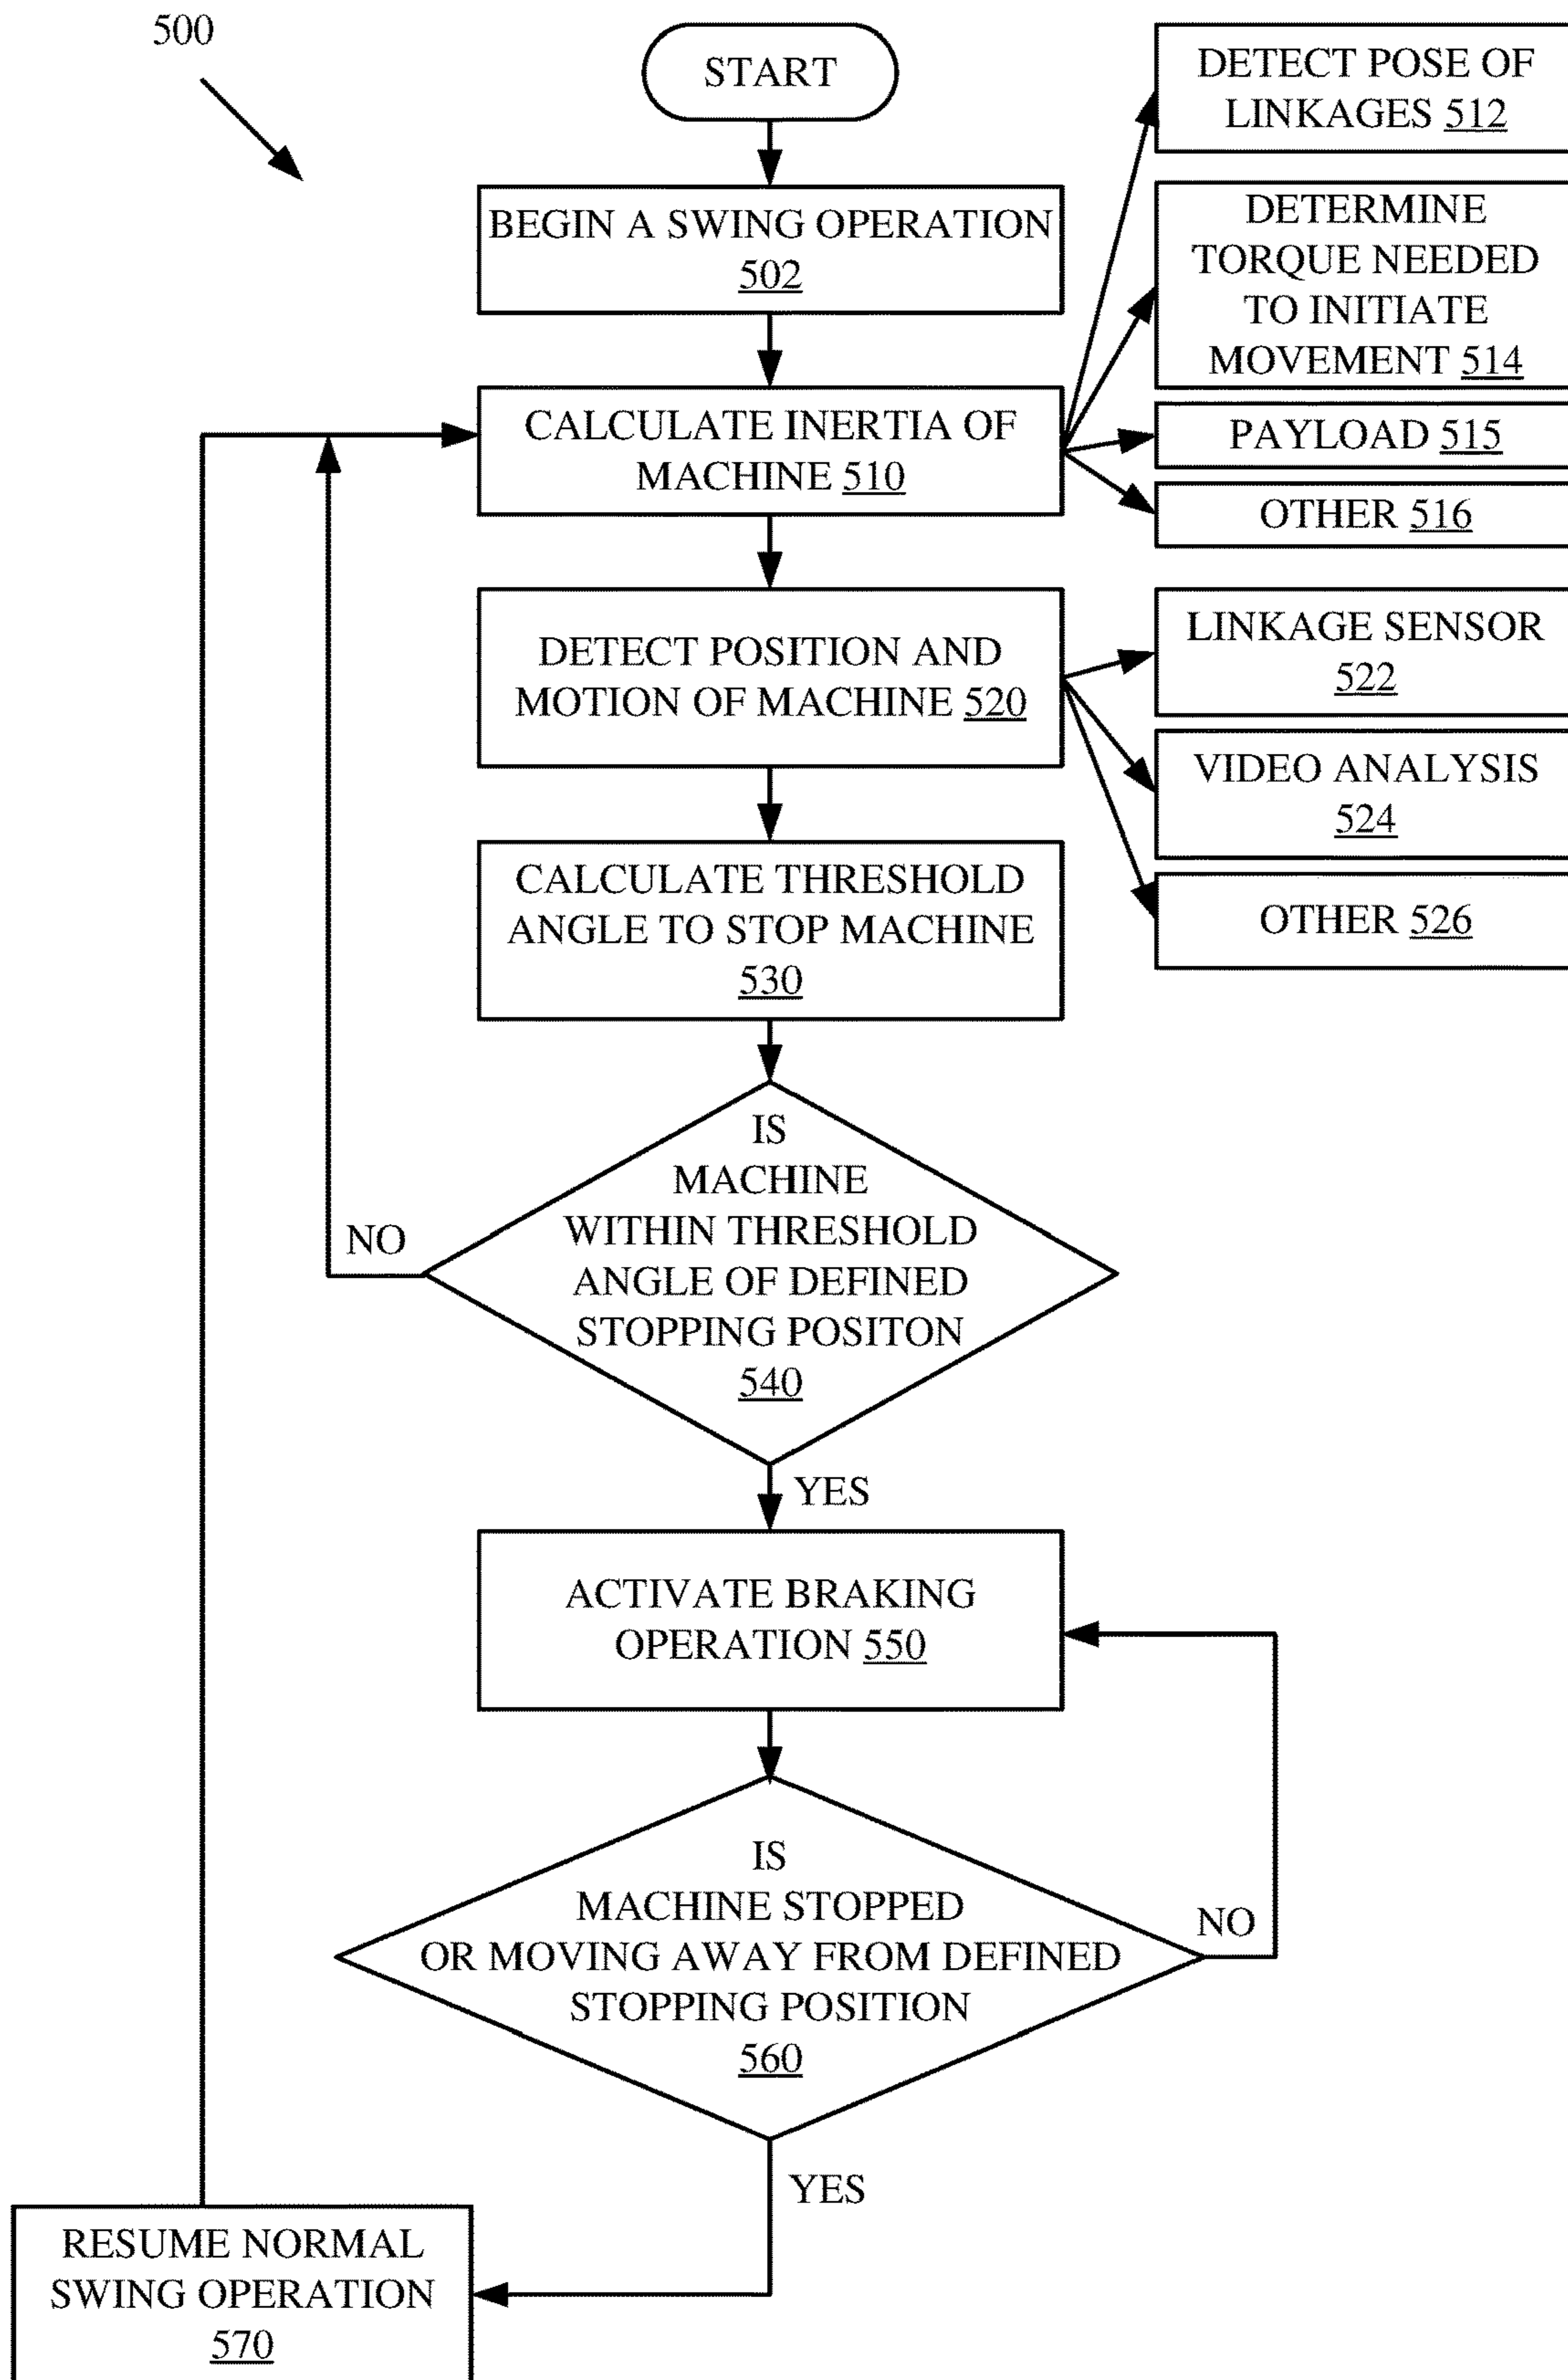 500
START
BEGIN A SWING OPERATION
502
CALCULATE INERTIA OF
MACHINE 510
DETECT POSE OF
LINKAGES 512
DETERMINE
TORQUE NEEDED
TO INITIATE
MOVEMENT 514
PAYLOAD 515
OTHER 516
DETECT POSITION AND
MOTION OF MACHINE 520
LINKAGE SENSOR
522
VIDEO ANALYSIS
524
OTHER 526
CALCULATE THRESHOLD
ANGLE TO STOP MACHINE
530
IS
MACHINE
WITHIN THRESHOLD
ANGLE OF DEFINED
STOPPING POSITON
540
NO
YES
ACTIVATE BRAKING
OPERATION 550
IS
MACHINE STOPPED
OR MOVING AWAY FROM DEFINED
STOPPING POSITION
560
NO
YES
RESUME NORMAL
SWING OPERATION
570